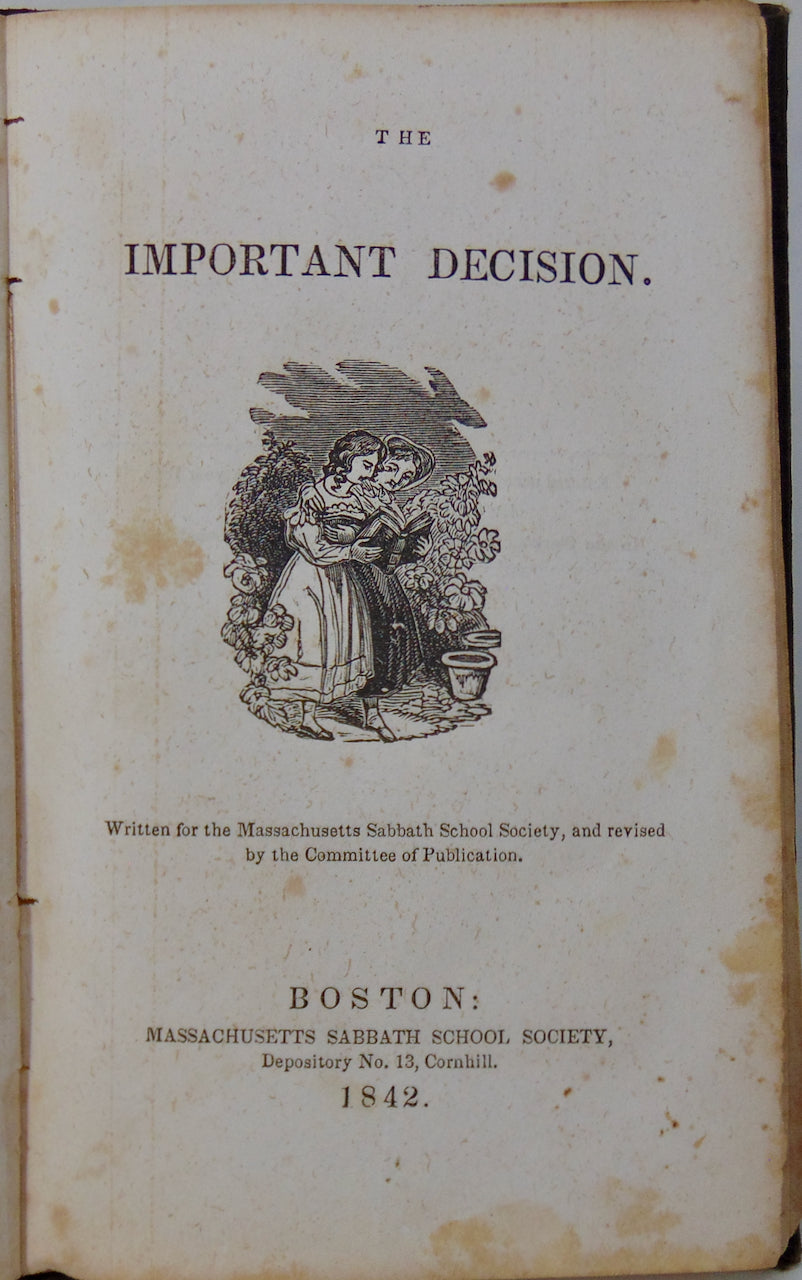 THE
IMPORTANT DECISION.
Written for the Massachusetts Sabbath School Society, and revised
by the Committee of Publication.
BOSTON:
MASSACHUSETTS SABBATH SCHOOL SOCIETY,
Depository No. 13, Cornhill.
1842.